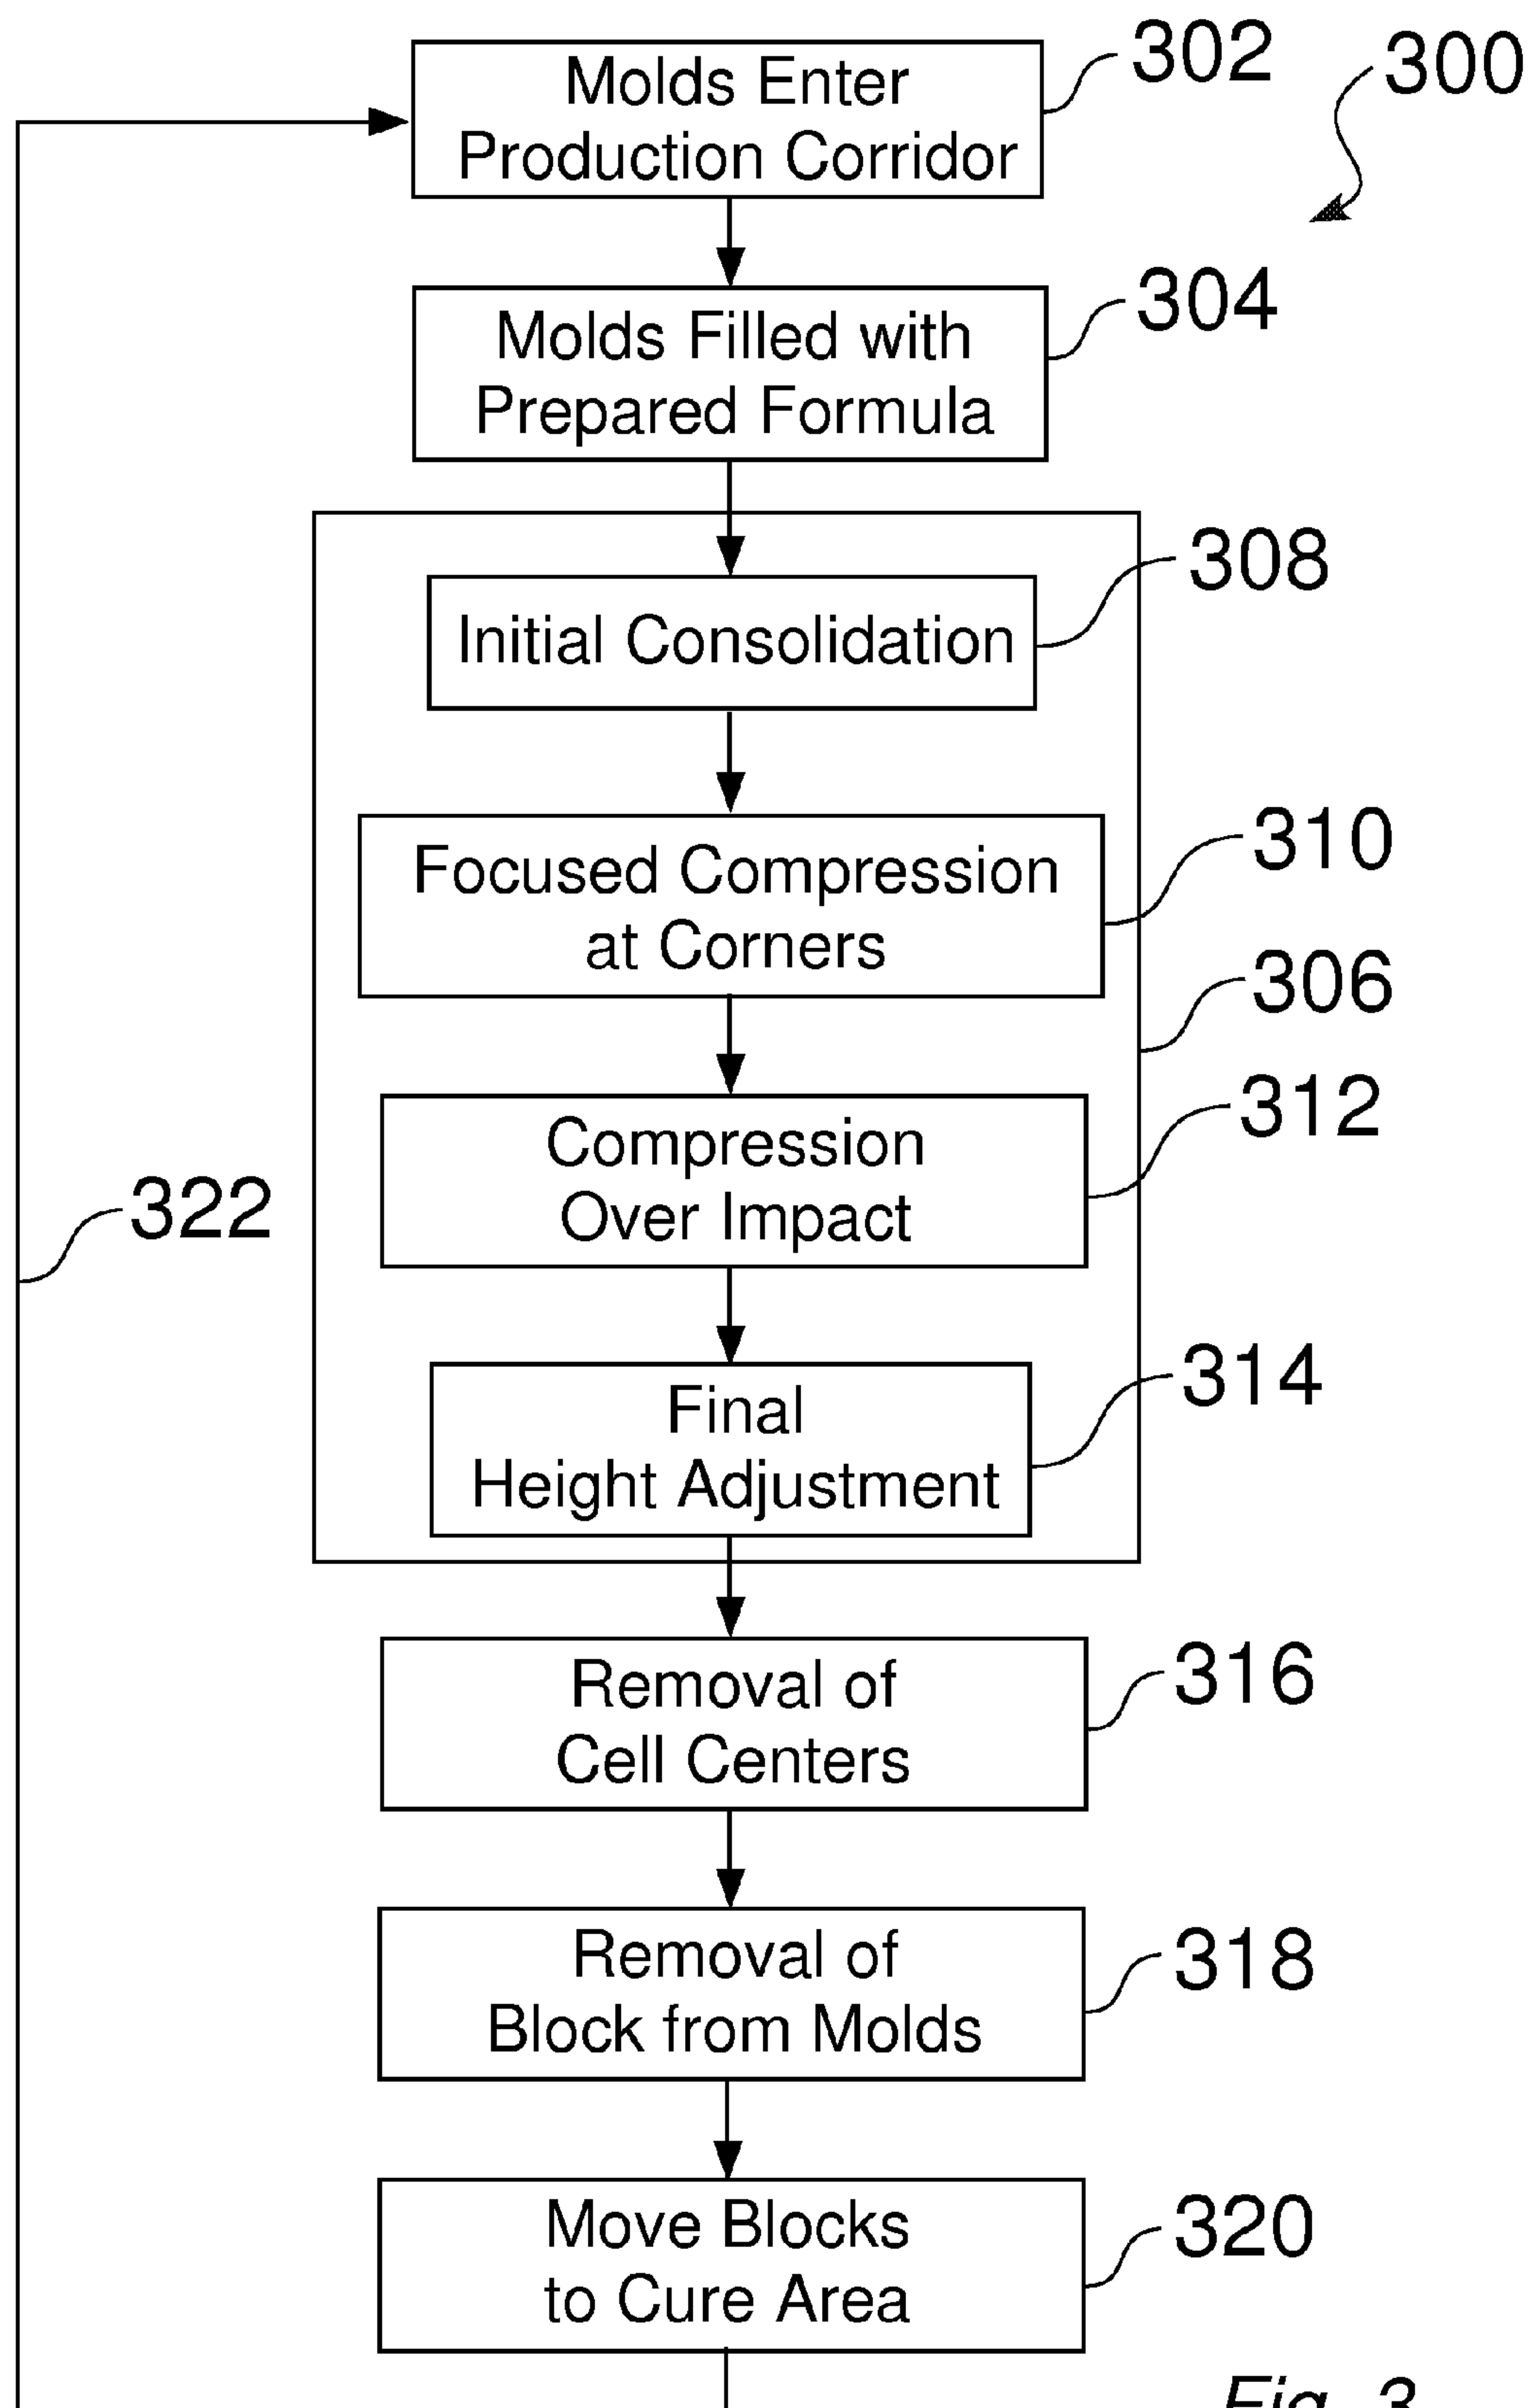 302
300
Molds Enter
Production Corridor
304
Molds Filled with
Prepared Formula
308
Initial Consolidation
310
Focused Compression
at Corners
306
312
Compression
Over Impact
322
314
Final
Height Adjustment
316
Removal of
Cell Centers
318
Removal of
Block from Molds
320
Move Blocks
to Cure Area
Fig. 3